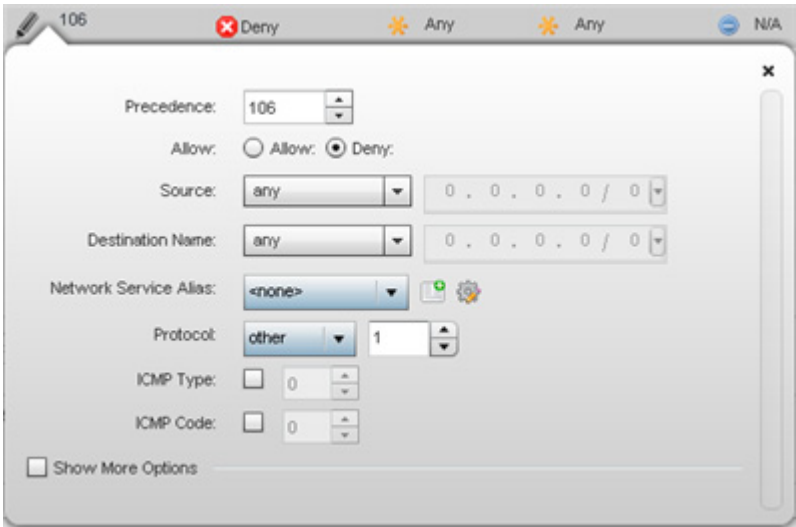 106 Deny Any Any N/A
Precedence: 106
Allow: Allow: Deny:
Source: any 0 . 0 . 0 . 0 / 0
Destination Name: any 0 . 0 . 0 . 0 / 0
Network Service Alias: <none>
Protocol: other 1
ICMP Type: 0
ICMP Code: 0
Show More Options